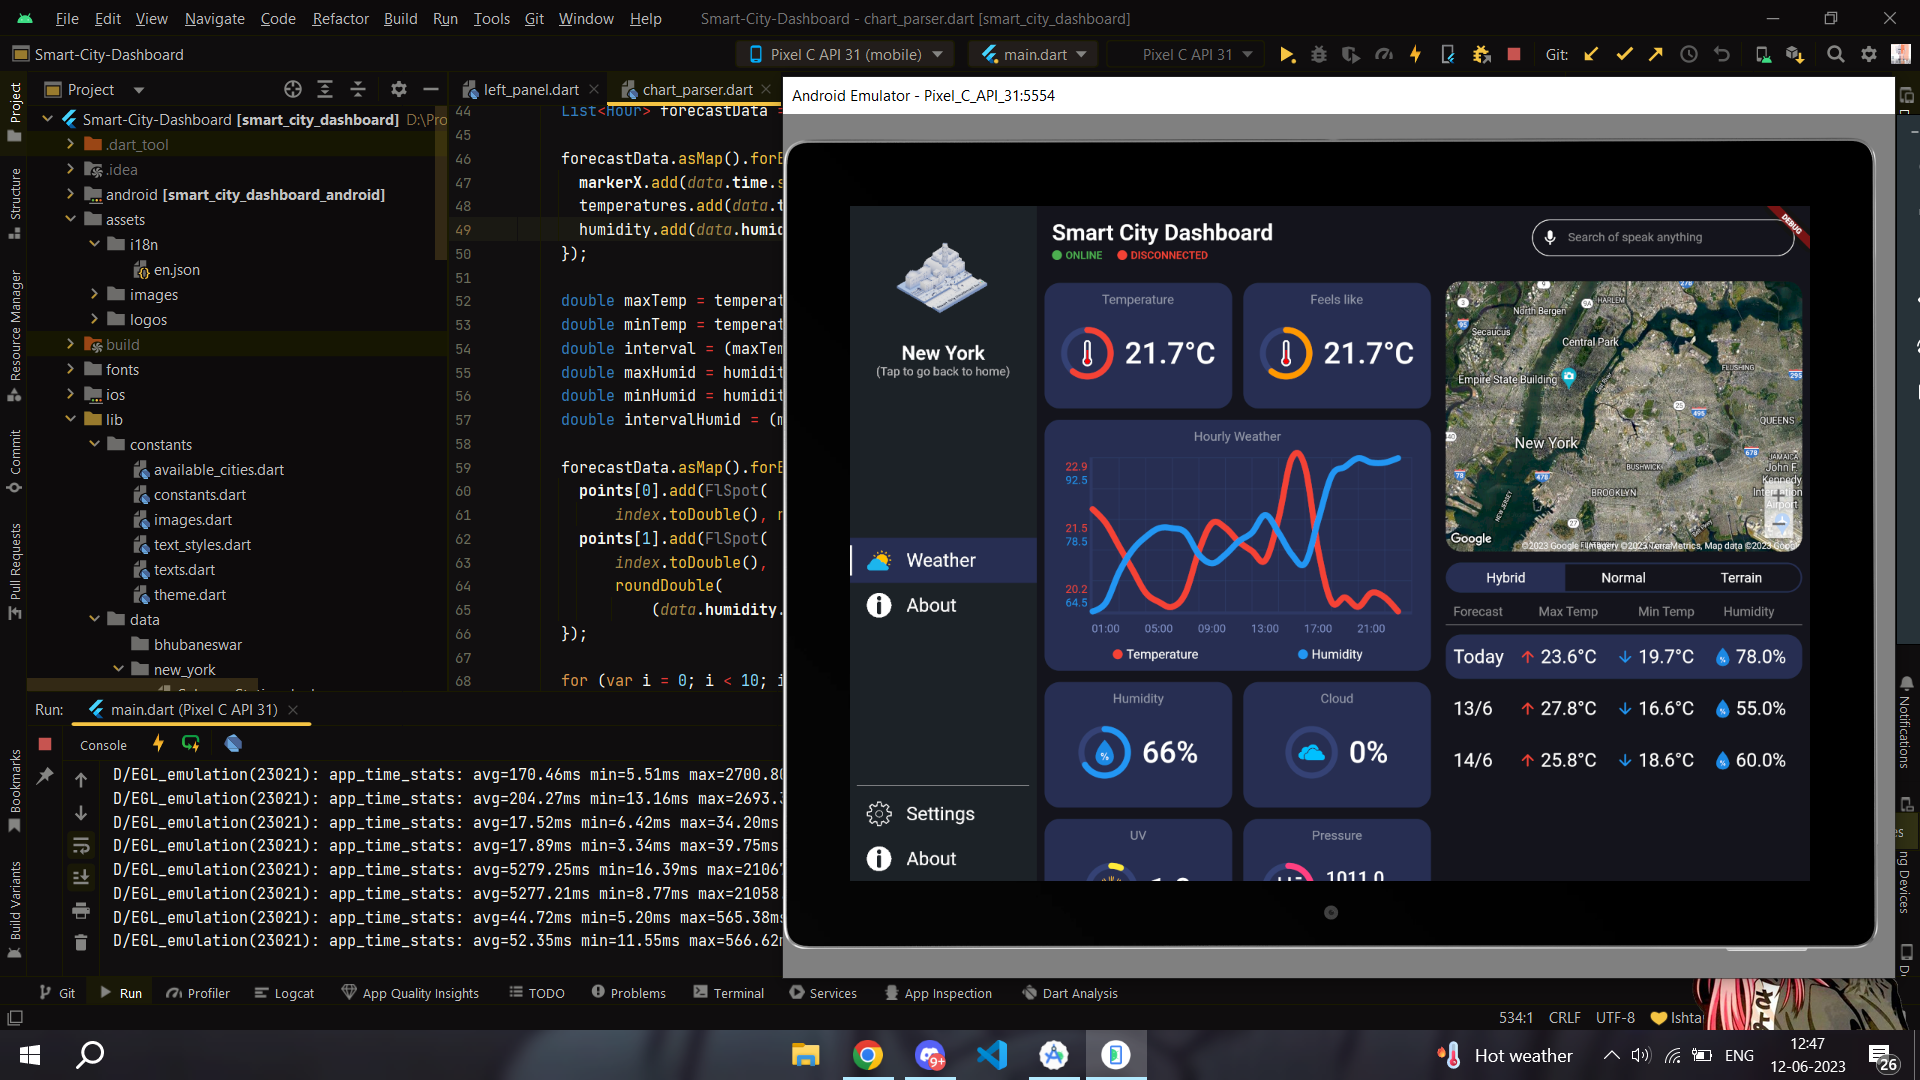 File Edit View Navigate Code Refactor Build Run Tools Git Window Help Smart-City-Dashboard - chart_parser.dart [smart_city_dashboard]
Smart-City-Dashboard Pixel C API 31 (mobile) main.dart Pixel C API 31 Git:
Project
Structure
Resource Manager
Commit
Pull Requests
Bookmarks
Build Variants
Project
Smart-City-Dashboard [smart_city_dashboard] D:\Pro
.dart_tool
.idea
android [smart_city_dashboard_android]
assets
i18n
en.json
images
logos
build
fonts
ios
lib
constants
available_cities.dart
constants.dart
images.dart
text_styles.dart
texts.dart
theme.dart
data
bhubaneswar
new_york
left_panel.dart chart_parser.dart
44 List<Hour> forecastData =
45
46 forecastData.asMap().forE
47 markerX.add(data.time.s
48 temperatures.add(data.t
49 humidity.add(data.humid
50 });
51
52 double maxTemp = temperat
53 double minTemp = temperat
54 double interval = (maxTem
55 double maxHumid = humidit
56 double minHumid = humidit
57 double intervalHumid = (m
58
59 forecastData.asMap().forE
60 points[0].add(FlSpot(
61 index.toDouble(),
62 points[1].add(FlSpot(
63 index.toDouble(),
64 roundDouble(
65 (data.humidity.
66 });
67
68 for (var i = 0; i < 10; i
Run: main.dart (Pixel C API 31)
Console
D/EGL_emulation(23021): app_time_stats: avg=170.46ms min=5.51ms max=2700.80
D/EGL_emulation(23021): app_time_stats: avg=204.27ms min=13.16ms max=2693.
D/EGL_emulation(23021): app_time_stats: avg=17.52ms min=6.42ms max=34.20ms
D/EGL_emulation(23021): app_time_stats: avg=17.89ms min=3.34ms max=39.75ms
D/EGL_emulation(23021): app_time_stats: avg=5279.25ms min=16.39ms max=21067
D/EGL_emulation(23021): app_time_stats: avg=5277.21ms min=8.77ms max=21058
D/EGL_emulation(23021): app_time_stats: avg=44.72ms min=5.20ms max=565.38ms
D/EGL_emulation(23021): app_time_stats: avg=52.35ms min=11.55ms max=566.62m
Android Emulator - Pixel_C_API_31:5554
New York
(Tap to go back to home)
Weather
About
Settings
About
Smart City Dashboard
ONLINE DISCONNECTED
Search of speak anything
DEBUG
Temperature
21.7°C
Feels like
21.7°C
Hourly Weather
22.9
92.5
21.5
78.5
20.2
64.5
01:00 05:00 09:00 13:00 17:00 21:00
Temperature Humidity
Humidity
66%
Cloud
0%
UV
Pressure
1011.0
HARLEM
North Bergen
Secaucus
Central Park
FLUSHING
Empire State Building
QUEENS
New York
BUSHWICK
JAMAICA
John F.
Kennedy
International
Airport
BROOKLYN
NEW JERSEY
Google
©2023 Google Imagery ©2023 TerraMetrics, Map data ©2023 Google
Hybrid Normal Terrain
Forecast Max Temp Min Temp Humidity
Today 23.6°C 19.7°C 78.0%
13/6 27.8°C 16.6°C 55.0%
14/6 25.8°C 18.6°C 60.0%
Notifications
ng Devices
Git Run Profiler Logcat App Quality Insights TODO Problems Terminal Services App Inspection Dart Analysis
534:1 CRLF UTF-8 Ishta
9+
Hot weather ENG
12:47
12-06-2023
26